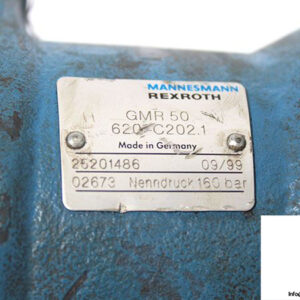 MANNESMANN
REXROTH
GMR 50
620-C202.1
Made in Germany
25201486 09/99
02673 Nenndruck 160 bar